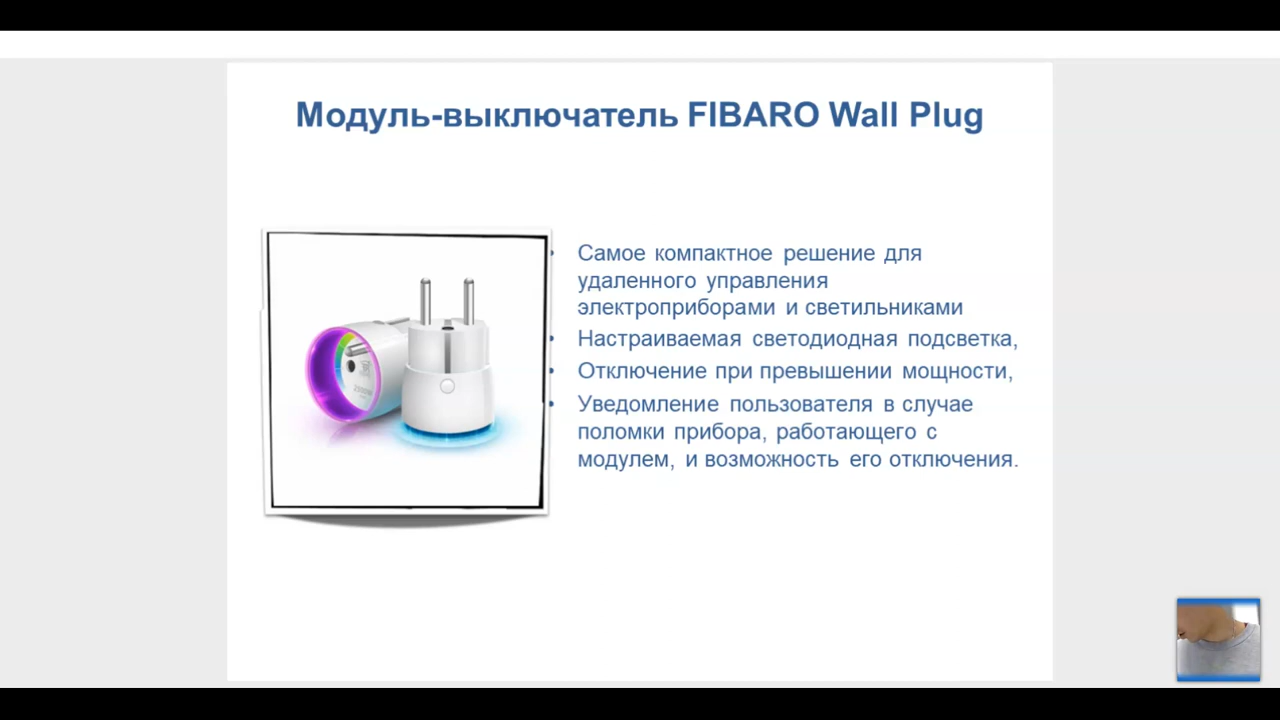 Модуль-выключатель FIBARO Wall Plug
• Самое компактное решение для
удаленного управления
электроприборами и светильниками
• Настраиваемая светодиодная подсветка,
• Отключение при превышении мощности,
• Уведомление пользователя в случае
поломки прибора, работающего с
модулем, и возможность его отключения.